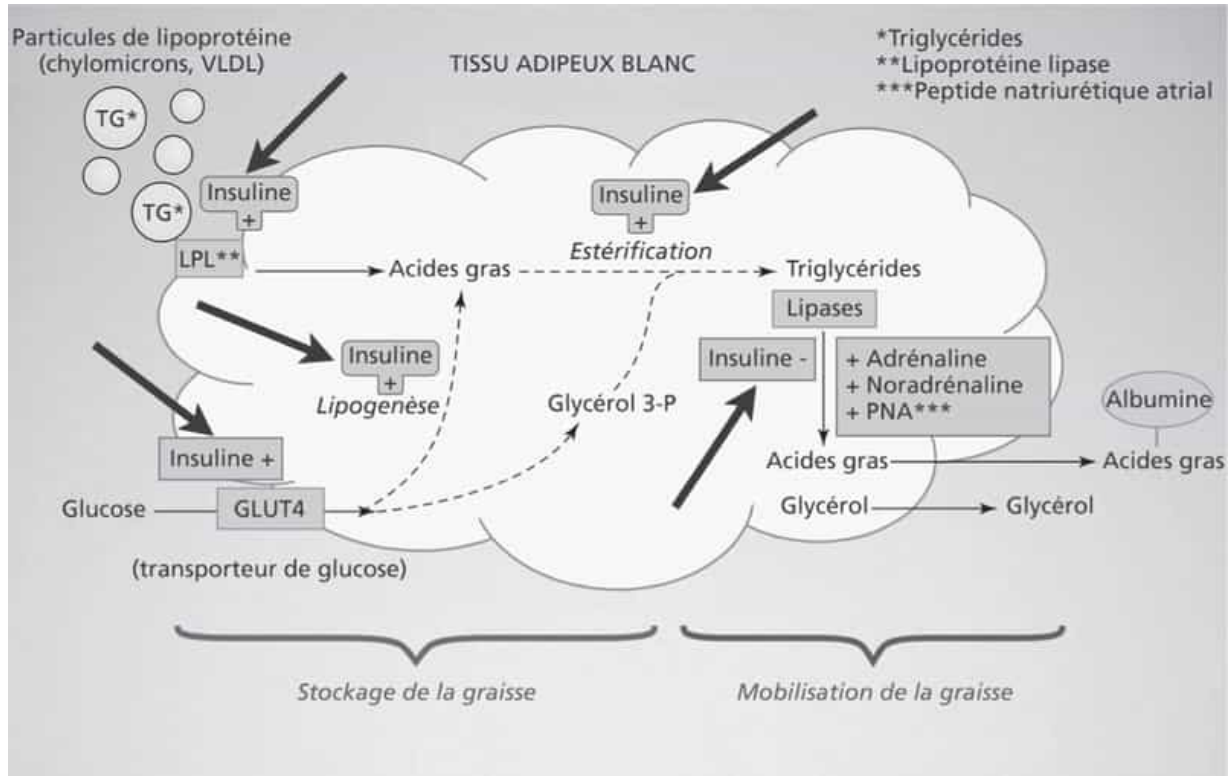 Particules de lipoprotéine
(chylomicrons, VLDL)
TISSU ADIPEUX BLANC
*Triglycérides
**Lipoprotéine lipase
***Peptide natriurétique atrial
TG*
TG*
Insuline
+
LPL**
Insuline
+
Estérification
Acides gras
Triglycérides
Lipases
Insuline
+
Lipogenèse
Insuline -
+ Adrénaline
+ Noradrénaline
+ PNA***
Glycérol 3-P
Albumine
Insuline +
Acides gras
Acides gras
Glucose
GLUT4
Glycérol
Glycérol
(transporteur de glucose)
Stockage de la graisse
Mobilisation de la graisse